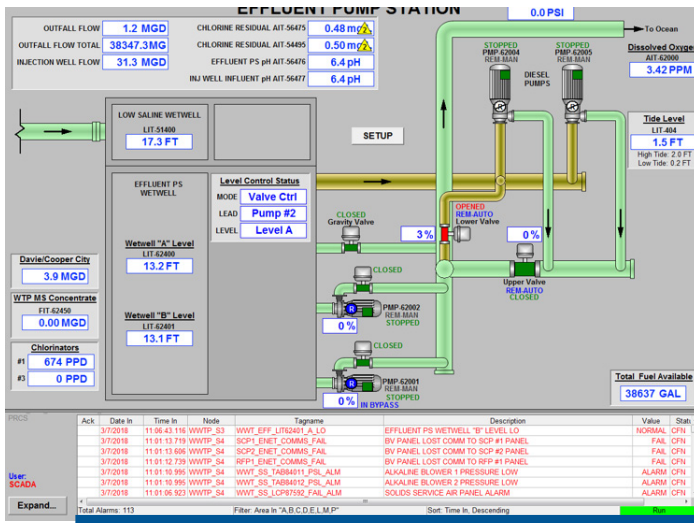 EFFLUENT PUMP STATION
OUTFALL FLOW 1.2 MGD
OUTFALL FLOW TOTAL 38347.3MG
INJECTION WELL FLOW 31.3 MGD
CHLORINE RESIDUAL AIT-56475 0.48 mg/L
CHLORINE RESIDUAL AIT-54495 0.50 mg/L
EFFLUENT PS pH AIT-56476 6.4 pH
INJ WELL INFLUENT pH AIT-56477 6.4 pH
0.0 PSI
To Ocean
STOPPED
PMP-62004
REM-MAN
STOPPED
PMP-62005
REM-MAN
DIESEL
PUMPS
Dissolved Oxygen
AIT-62000
3.42 PPM
Tide Level
LIT-404
1.5 FT
High Tide: 2.0 FT
Low Tide: 0.2 FT
LOW SALINE WETWELL
LIT-51400
17.3 FT
SETUP
EFFLUENT PS
WETWELL
Level Control Status
MODE Valve Ctrl
LEAD Pump #2
LEVEL Level A
Wetwell "A" Level
LIT-62400
13.2 FT
Wetwell "B" Level
LIT-62401
13.1 FT
CLOSED
Gravity Valve
3 %
OPENED
REM-AUTO
Lower Valve
0 %
Upper Valve
REM-AUTO
CLOSED
CLOSED
R
PMP-62002
REM-MAN
STOPPED
0 %
CLOSED
R
PMP-62001
REM-MAN
STOPPED
0 %
IN BYPASS
Davie/Cooper City
3.9 MGD
WTP MS Concentrate
FIT-62450
0.00 MGD
Chlorinators
#1 674 PPD
#3 0 PPD
Total Fuel Available
38637 GAL
PRCS
User:
SCADA
Expand...
Ack Date In Time In Node Tagname Description Value Statu
3/7/2018 11:06:43.116 WWTP_S3 WWT_EFF_LIT62401_A_LO EFFLUENT PS WETWELL "B" LEVEL LO NORMAL CFN
3/7/2018 11:01:13.719 WWTP_S4 SCP1_ENET_COMMS_FAIL BV PANEL LOST COMM TO SCP #1 PANEL FAIL CFN
3/7/2018 11:01:13.606 WWTP_S4 SCP2_ENET_COMMS_FAIL BV PANEL LOST COMM TO SCP #2 PANEL FAIL CFN
3/7/2018 11:01:12.739 WWTP_S4 RFP1_ENET_COMMS_FAIL BV PANEL LOST COMM TO RFP #1 PANEL FAIL CFN
3/7/2018 11:01:10.995 WWTP_S4 WWT_SS_TAB84011_PSL_ALM ALKALINE BLOWER 1 PRESSURE LOW ALARM CFN
3/7/2018 11:01:10.995 WWTP_S4 WWT_SS_TAB84012_PSL_ALM ALKALINE BLOWER 2 PRESSURE LOW ALARM CFN
3/7/2018 11:01:06.923 WWTP_S4 WWT_SS_LCP87592_FAIL_ALM SOLIDS SERVICE AIR PANEL ALARM ALARM CFN
Total Alarms: 113 Filter: Area In "A,B,C,D,E,L,M,P" Sort: Time In, Descending Run